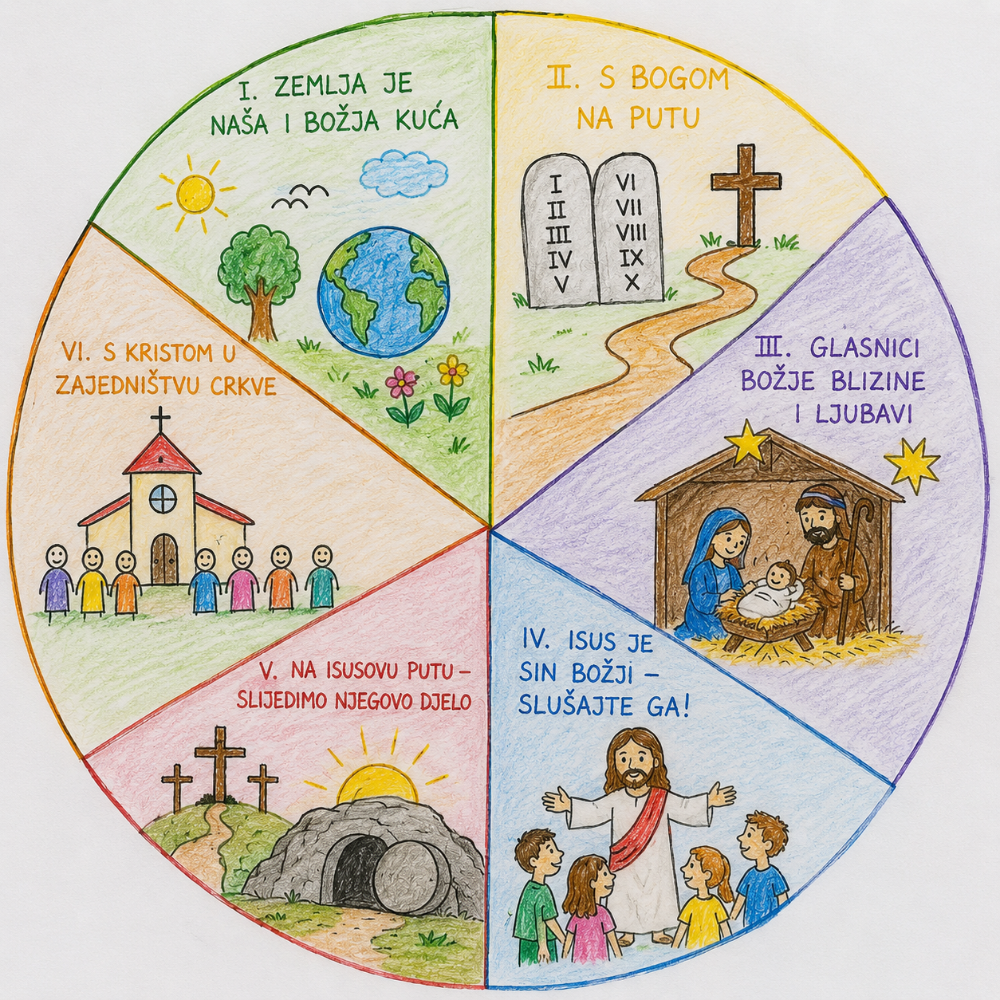 I. ZEMLJA JE
NAŠA I BOŽJA KUĆA
II. S BOGOM
NA PUTU
I
II
III
IV
V
VI
VII
VIII
IX
X
III. GLASNICI
BOŽJE BLIZINE
I LJUBAVI
IV. ISUS JE
SIN BOŽJI –
SLUŠAJTE GA!
V. NA ISUSOVU PUTU –
SLIJEDIMO NJEGOVO DJELO
VI. S KRISTOM U
ZAJEDNIŠTVU CRKVE